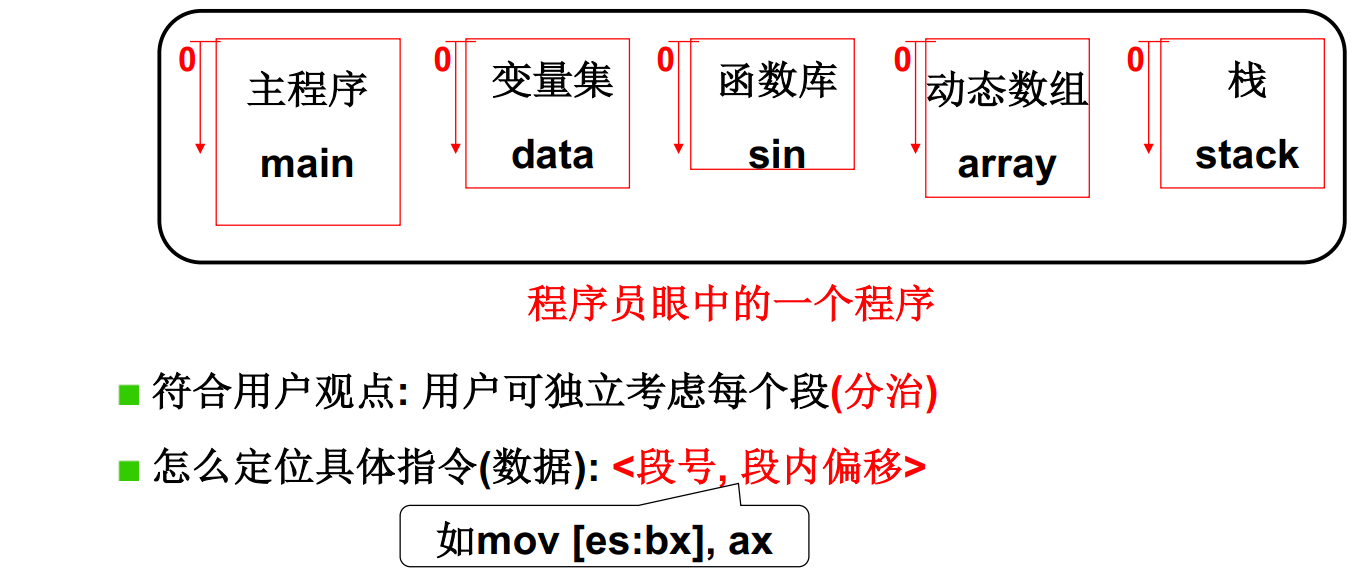 0 0 0 0 0
主程序 变量集 函数库 动态数组 栈
main data sin array stack
程序员眼中的一个程序
符合用户观点: 用户可独立考虑每个段(分治)
怎么定位具体指令(数据): <段号, 段内偏移>
如mov [es:bx], ax